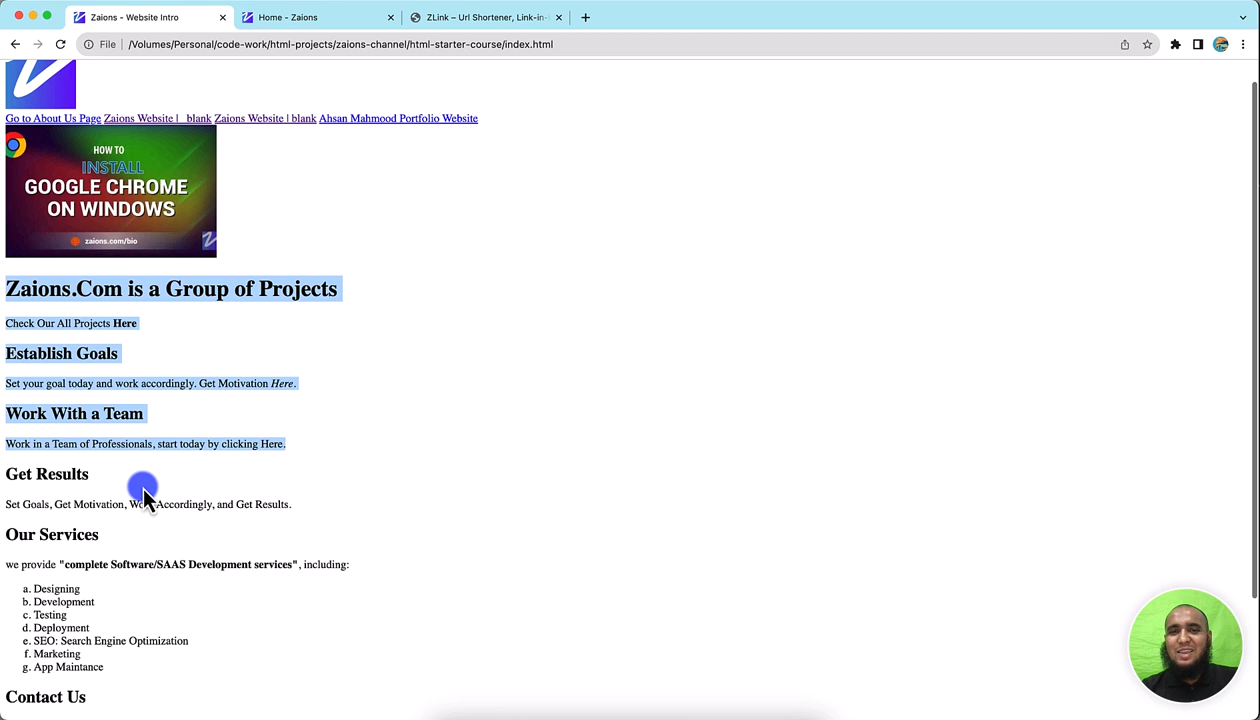 Zaions - Website Intro
Home - Zaions
ZLink – Url Shortener, Link-in-
File
/Volumes/Personal/code-work/html-projects/zaions-channel/html-starter-course/index.html
Go to About Us Page Zaions Website | _blank Zaions Website | blank Ahsan Mahmood Portfolio Website
HOW TO
INSTALL
GOOGLE CHROME
ON WINDOWS
zaions.com/bio
Zaions.Com is a Group of Projects
Check Our All Projects Here
Establish Goals
Set your goal today and work accordingly. Get Motivation Here.
Work With a Team
Work in a Team of Professionals, start today by clicking Here.
Get Results
Set Goals, Get Motivation, Accordingly, and Get Results.
Our Services
we provide "complete Software/SAAS Development services", including:
a. Designing
b. Development
c. Testing
d. Deployment
e. SEO: Search Engine Optimization
f. Marketing
g. App Maintance
Contact Us